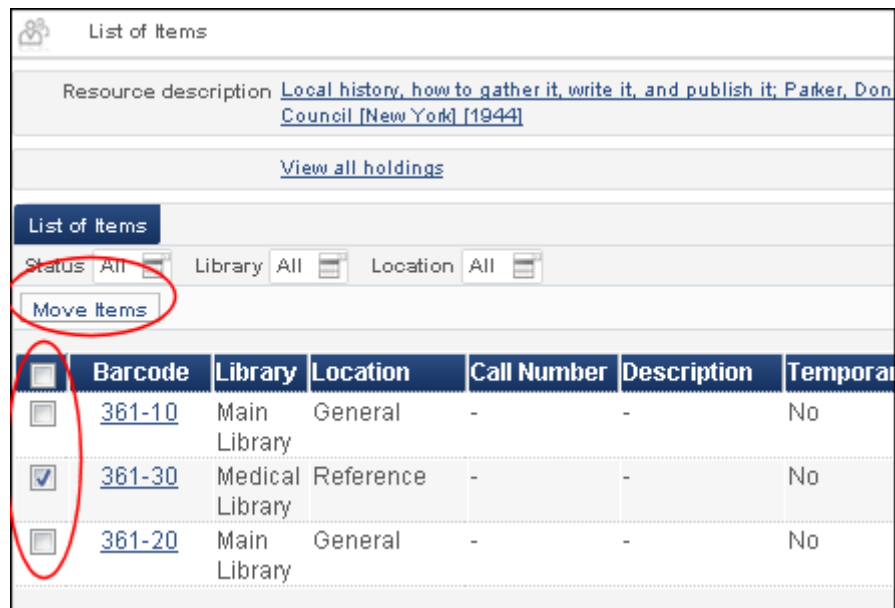 List of Items
Resource description Local history, how to gather it, write it, and publish it; Parker, Don
Council [New York] [1944]
View all holdings
List of Items
Status All Library All Location All
Move Items
Barcode Library Location Call Number Description Temporar
361-10 Main General - - No
Library
361-30 Medical Reference - - No
Library
361-20 Main General - - No
Library